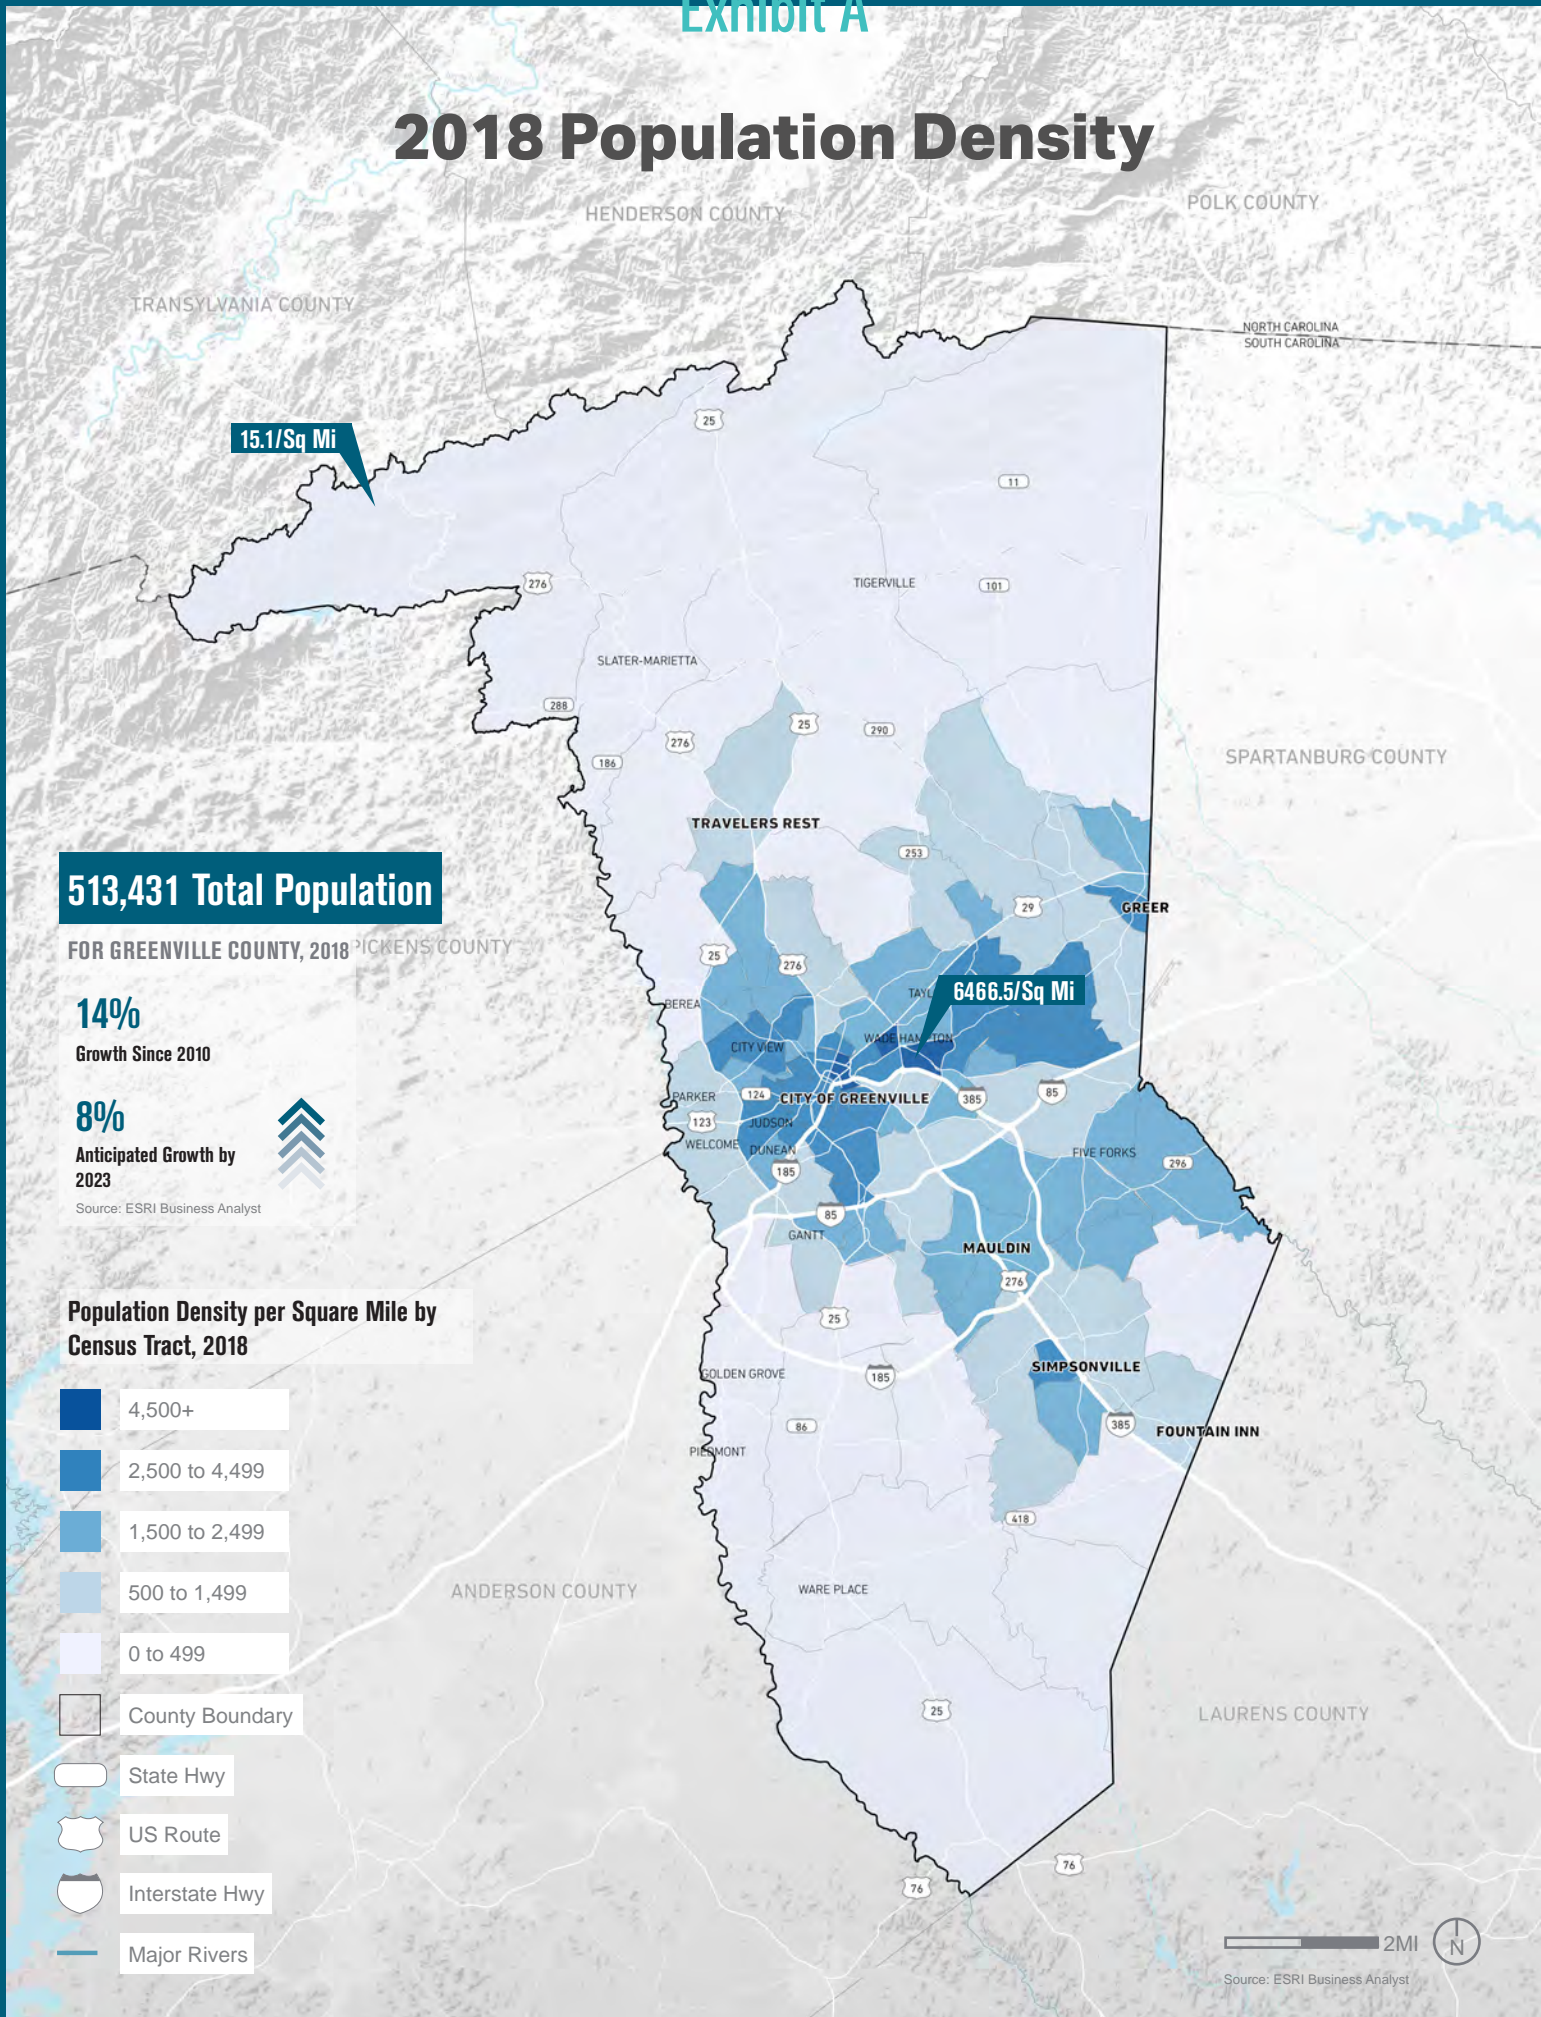 Exhibit A
2018 Population Density
HENDERSON COUNTY
POLK COUNTY
TRANSYLVANIA COUNTY
NORTH CAROLINA
SOUTH CAROLINA
25
15.1/Sq Mi
11
276
TIGERVILLE
101
SLATER-MARIETTA
288
25
290
276
186
SPARTANBURG COUNTY
TRAVELERS REST
253
513,431 Total Population
29
GREER
FOR GREENVILLE COUNTY, 2018
PICKENS COUNTY
25
276
TAYL
6466.5/Sq Mi
BEREA
14%
Growth Since 2010
WADE HAMPTON
CITY VIEW
PARKER
124
CITY OF GREENVILLE
385
85
8%
Anticipated Growth by
2023
Source: ESRI Business Analyst
123
JUDSON
WELCOME
DUNEAN
FIVE FORKS
296
185
85
GANTT
MAULDIN
276
25
Population Density per Square Mile by
Census Tract, 2018
GOLDEN GROVE
185
SIMPSONVILLE
4,500+
86
385
FOUNTAIN INN
PIEDMONT
2,500 to 4,499
418
1,500 to 2,499
ANDERSON COUNTY
WARE PLACE
500 to 1,499
0 to 499
25
LAURENS COUNTY
County Boundary
State Hwy
US Route
76
76
Interstate Hwy
Major Rivers
2MI
N
Source: ESRI Business Analyst